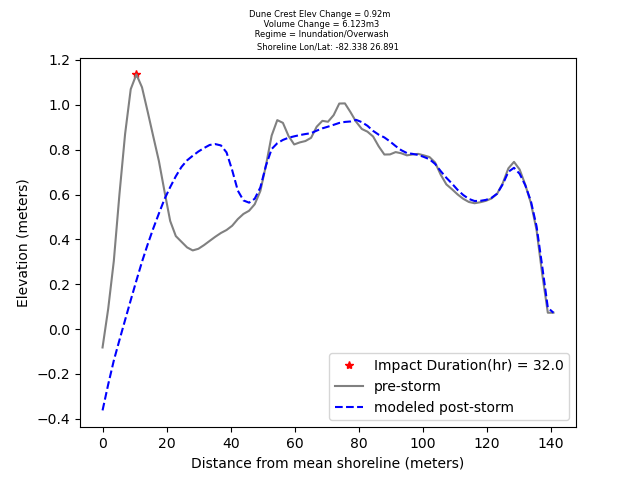 Dune Crest Elev Change = 0.92m
Volume Change = 6.123m3
Regime = Inundation/Overwash
Shoreline Lon/Lat: -82.338 26.891
1.2
1.0
0.8
0.6
0.4
0.2
0.0
−0.2
−0.4
Elevation (meters)
Impact Duration(hr) = 32.0
pre-storm
modeled post-storm
0 20 40 60 80 100 120 140
Distance from mean shoreline (meters)